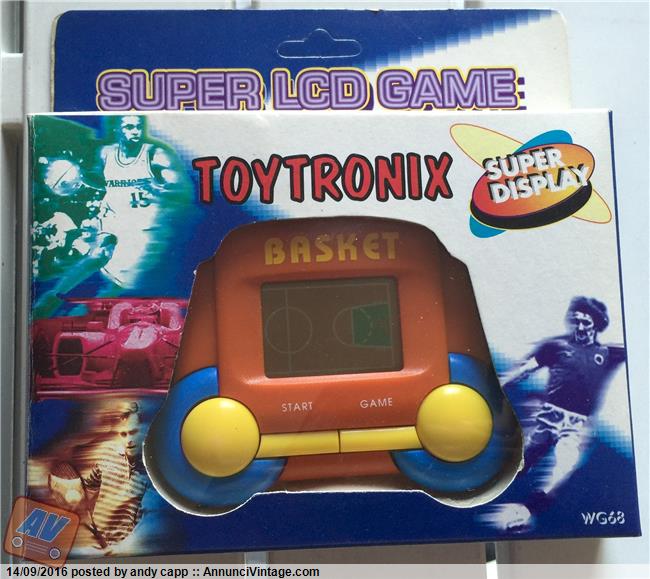 SUPER LCD GAME
TOYTRONIX
SUPER
DISPLAY
WARRIORS
15
BASKET
START GAME
WG68
AV
14/09/2016 posted by andy capp :: AnnunciVintage.com